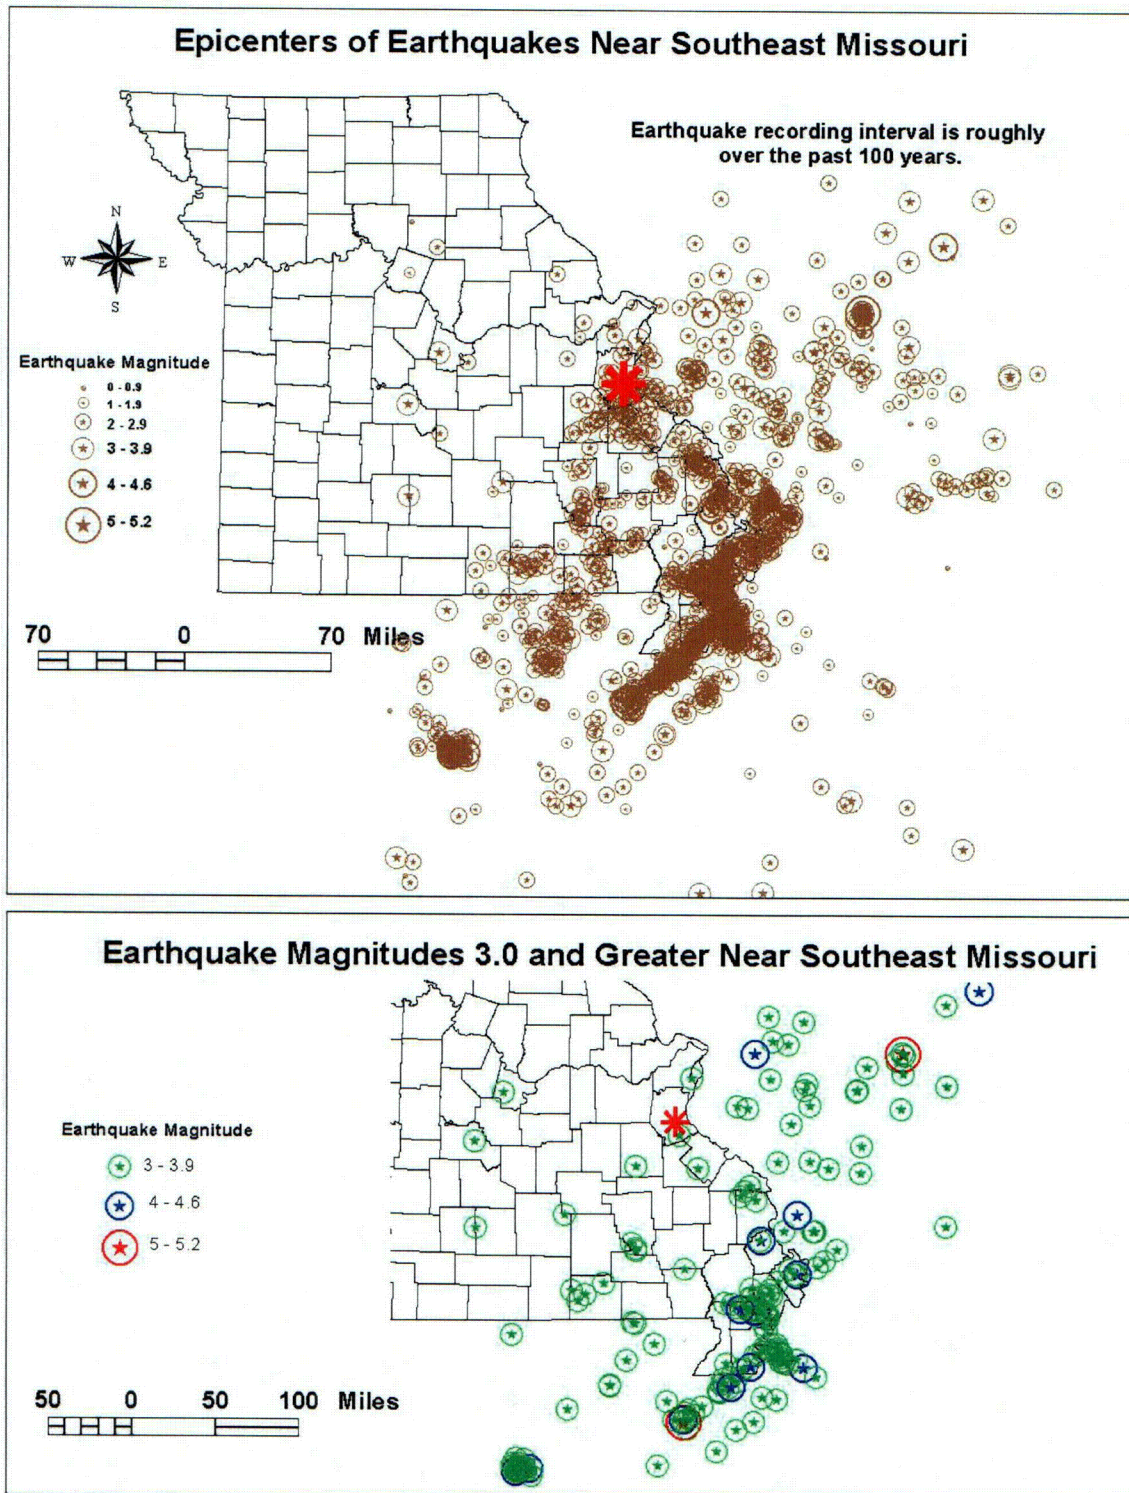 Epicenters of Earthquakes Near Southeast Missouri
Earthquake recording interval is roughly
over the past 100 years.
N
W E
S
Earthquake Magnitude
0 - 0.9
1 - 1.9
2 - 2.9
3 - 3.9
4 - 4.6
5 - 5.2
70 0 70 Miles
Earthquake Magnitudes 3.0 and Greater Near Southeast Missouri
Earthquake Magnitude
3 - 3.9
4 - 4.6
5 - 5.2
50 0 50 100 Miles